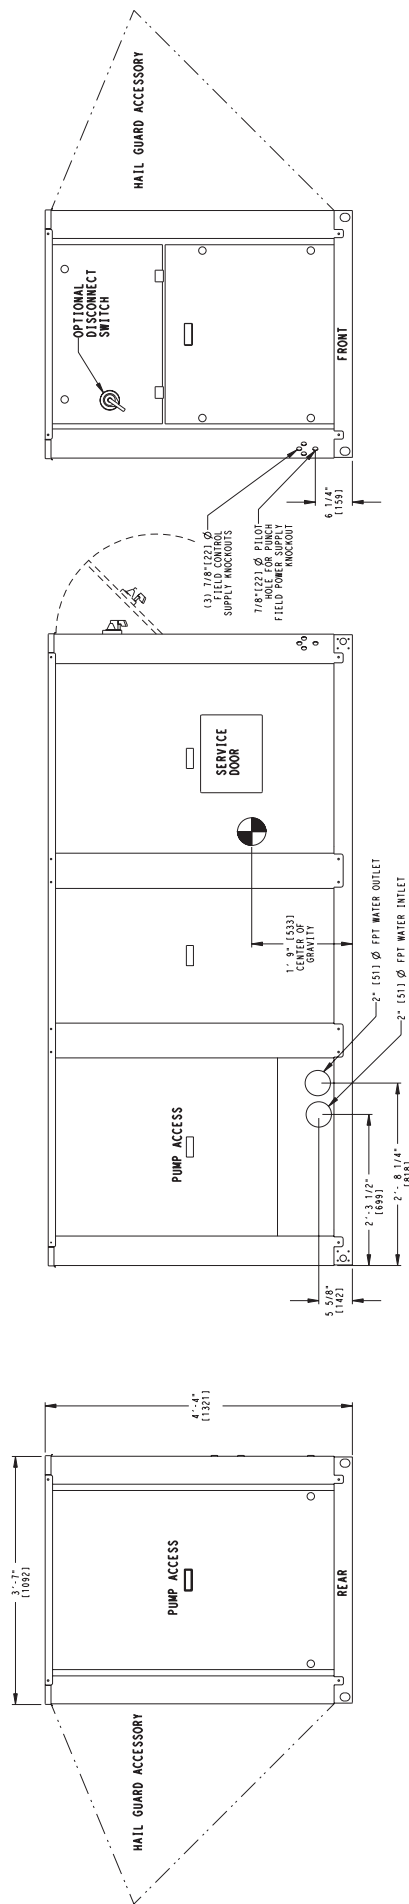 HAIL GUARD ACCESSORY
3'-7"
[1092]
PUMP ACCESS
REAR
4'-4"
[1321]
PUMP ACCESS
5 5/8"
[142]
2'-3 1/2"
[699]
2'- 8 1/4"
[818]
2" [51] Ø FPT WATER INTLET
2" [51] Ø FPT WATER OUTLET
1' 9" [533]
CENTER OF
GRAVITY
SERVICE
DOOR
(3) 7/8"[22] Ø
FIELD CONTROL
SUPPLY KNOCKOUTS
7/8"[22] Ø PILOT
HOLE FOR PUNCH
FIELD POWER SUPPLY
KNOCKOUT
6 1/4"
[159]
OPTIONAL
DISCONNECT
SWITCH
FRONT
HAIL GUARD ACCESSORY